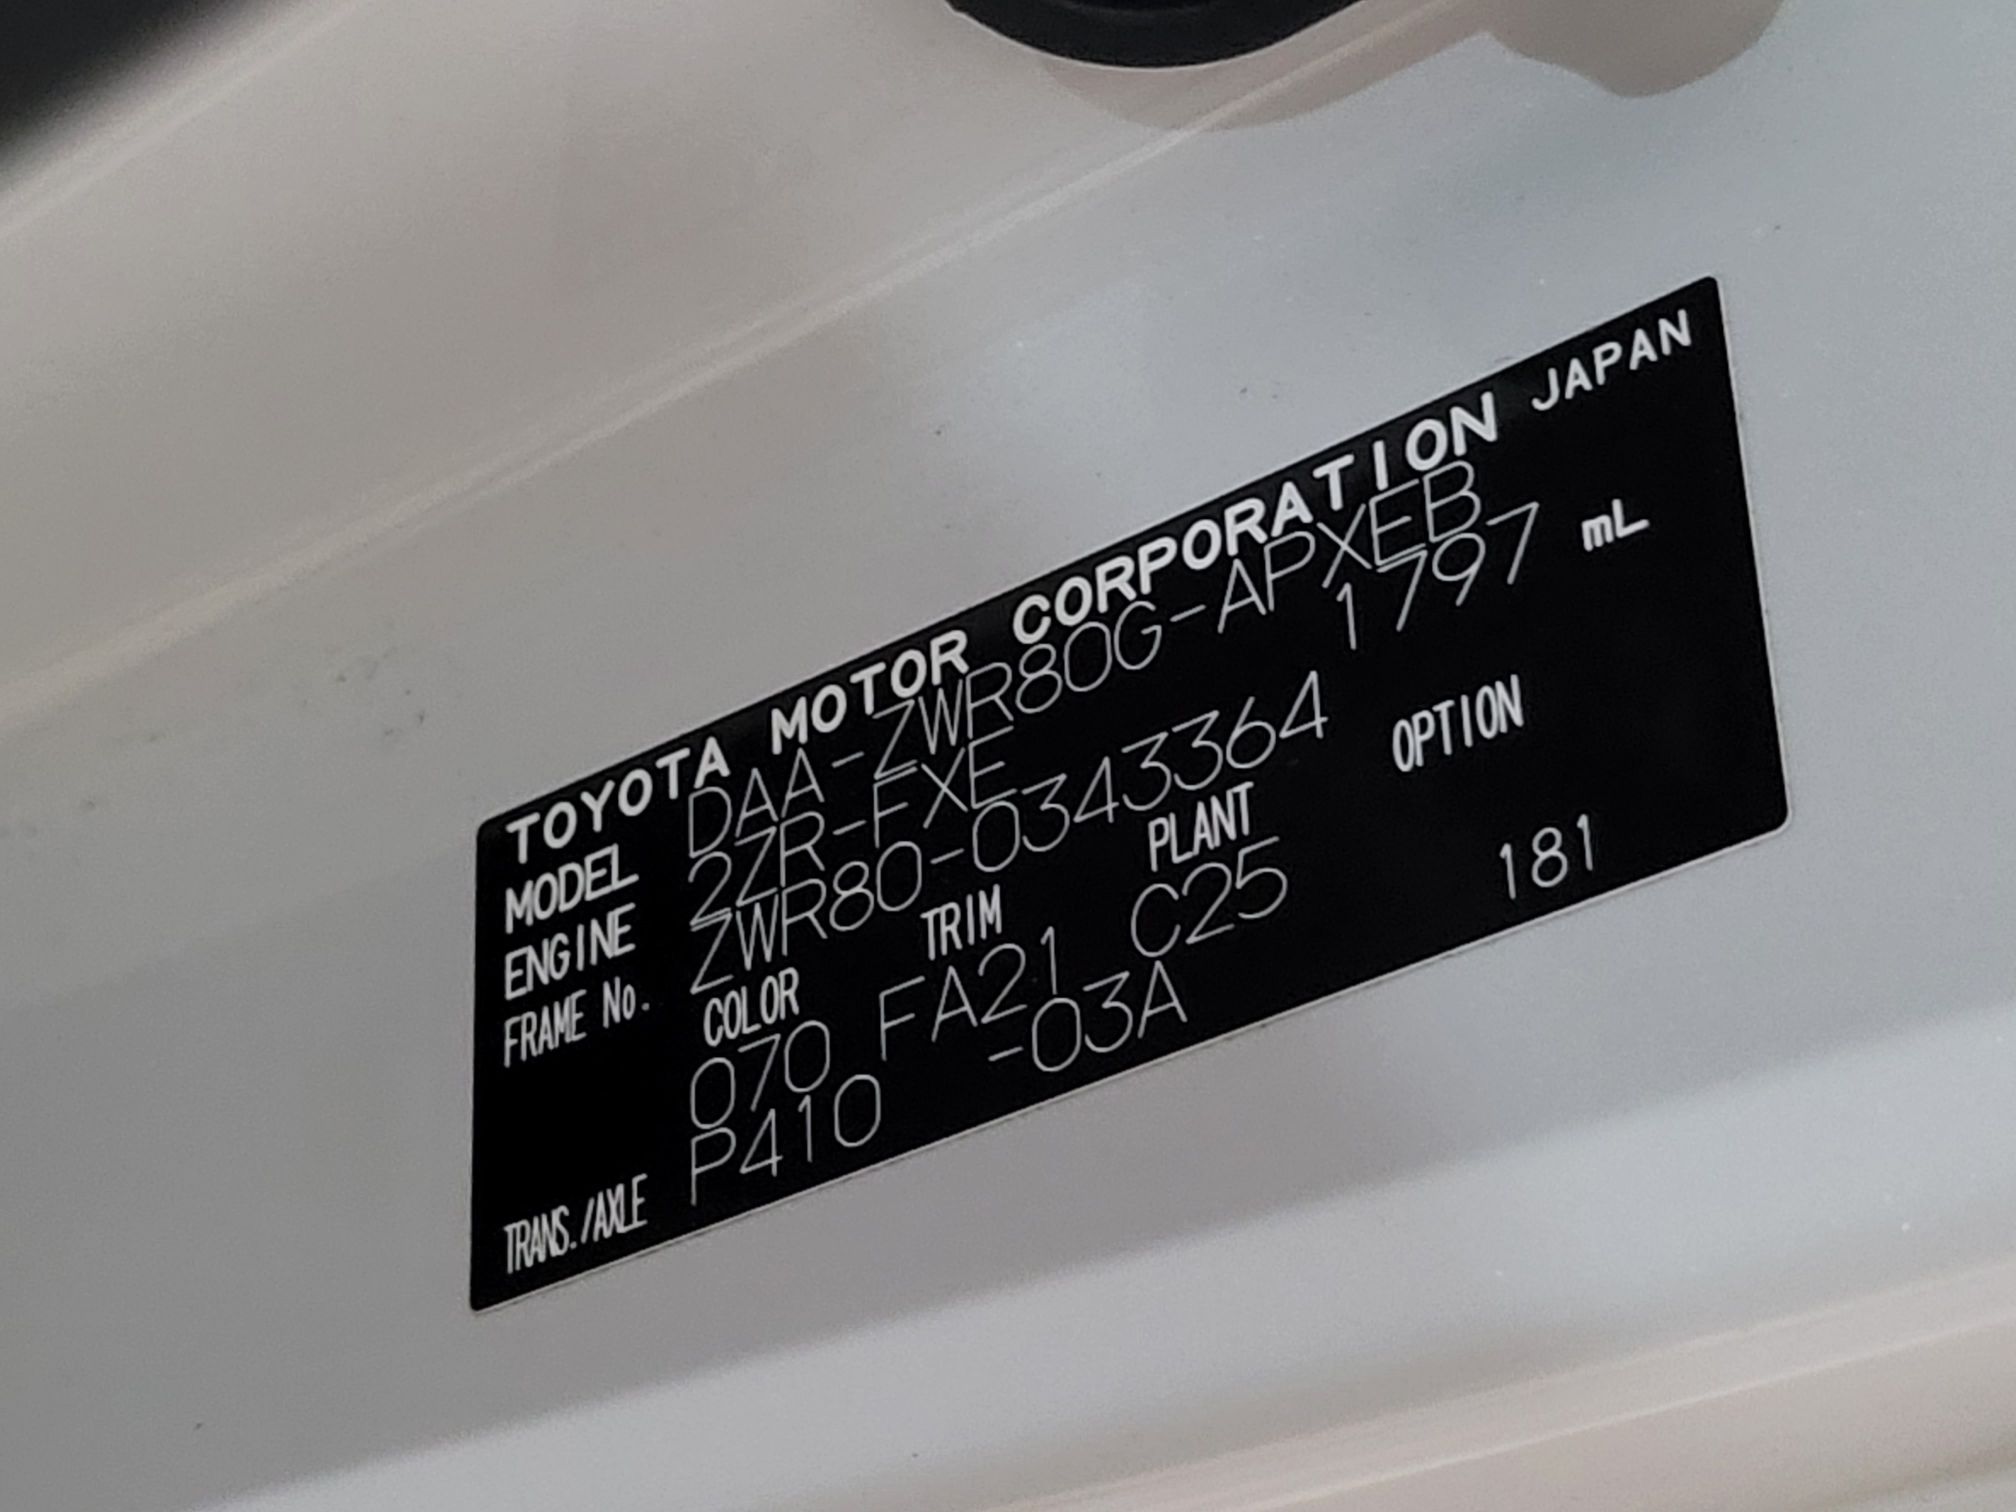 TOYOTA MOTOR CORPORATION JAPAN
MODEL DAA-ZWR80G-APXEB
ENGINE 2ZR-FXE 1797 mL
FRAME No. ZWR80-0343364
COLOR TRIM PLANT OPTION
070 FA21 C25 181
TRANS./AXLE P410 -03A